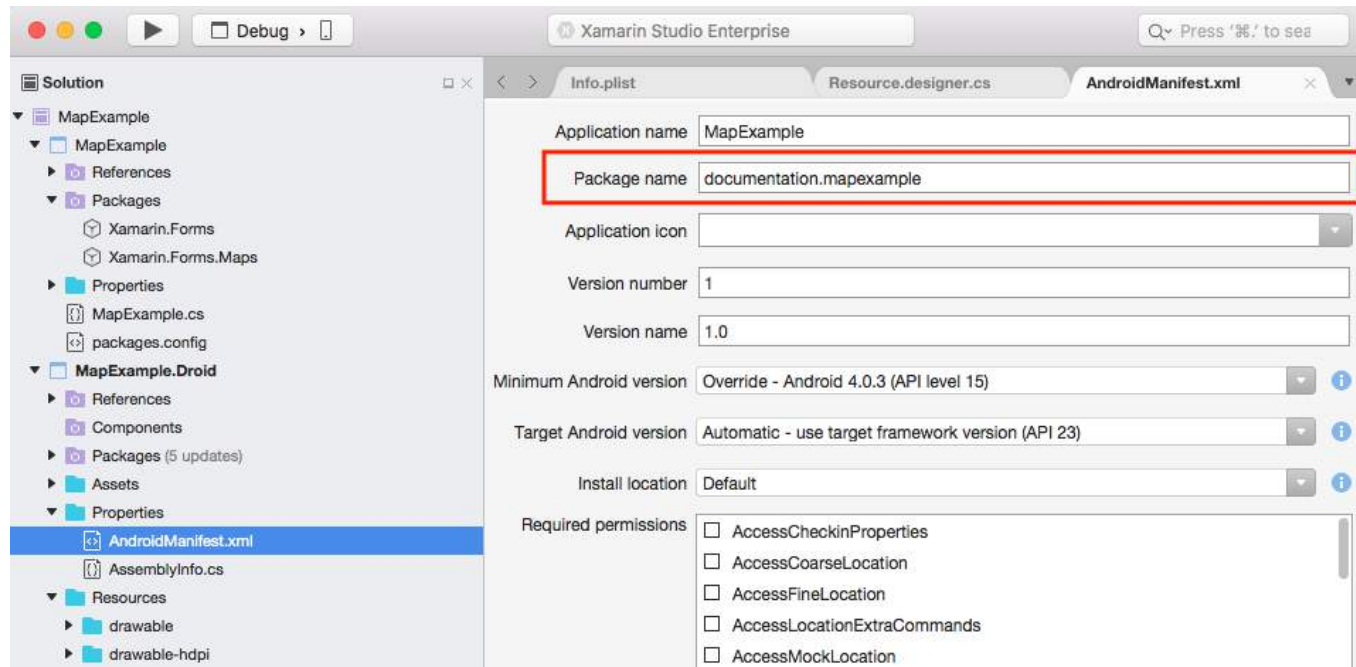 Debug
Xamarin Studio Enterprise
Press '⌘.' to sea
Solution
Info.plist
Resource.designer.cs
AndroidManifest.xml
MapExample
MapExample
References
Packages
Xamarin.Forms
Xamarin.Forms.Maps
Properties
MapExample.cs
packages.config
MapExample.Droid
References
Components
Packages (5 updates)
Assets
Properties
AndroidManifest.xml
AssemblyInfo.cs
Resources
drawable
drawable-hdpi
Application name MapExample
Package name documentation.mapexample
Application icon
Version number 1
Version name 1.0
Minimum Android version Override - Android 4.0.3 (API level 15)
Target Android version Automatic - use target framework version (API 23)
Install location Default
Required permissions
AccessCheckinProperties
AccessCoarseLocation
AccessFineLocation
AccessLocationExtraCommands
AccessMockLocation